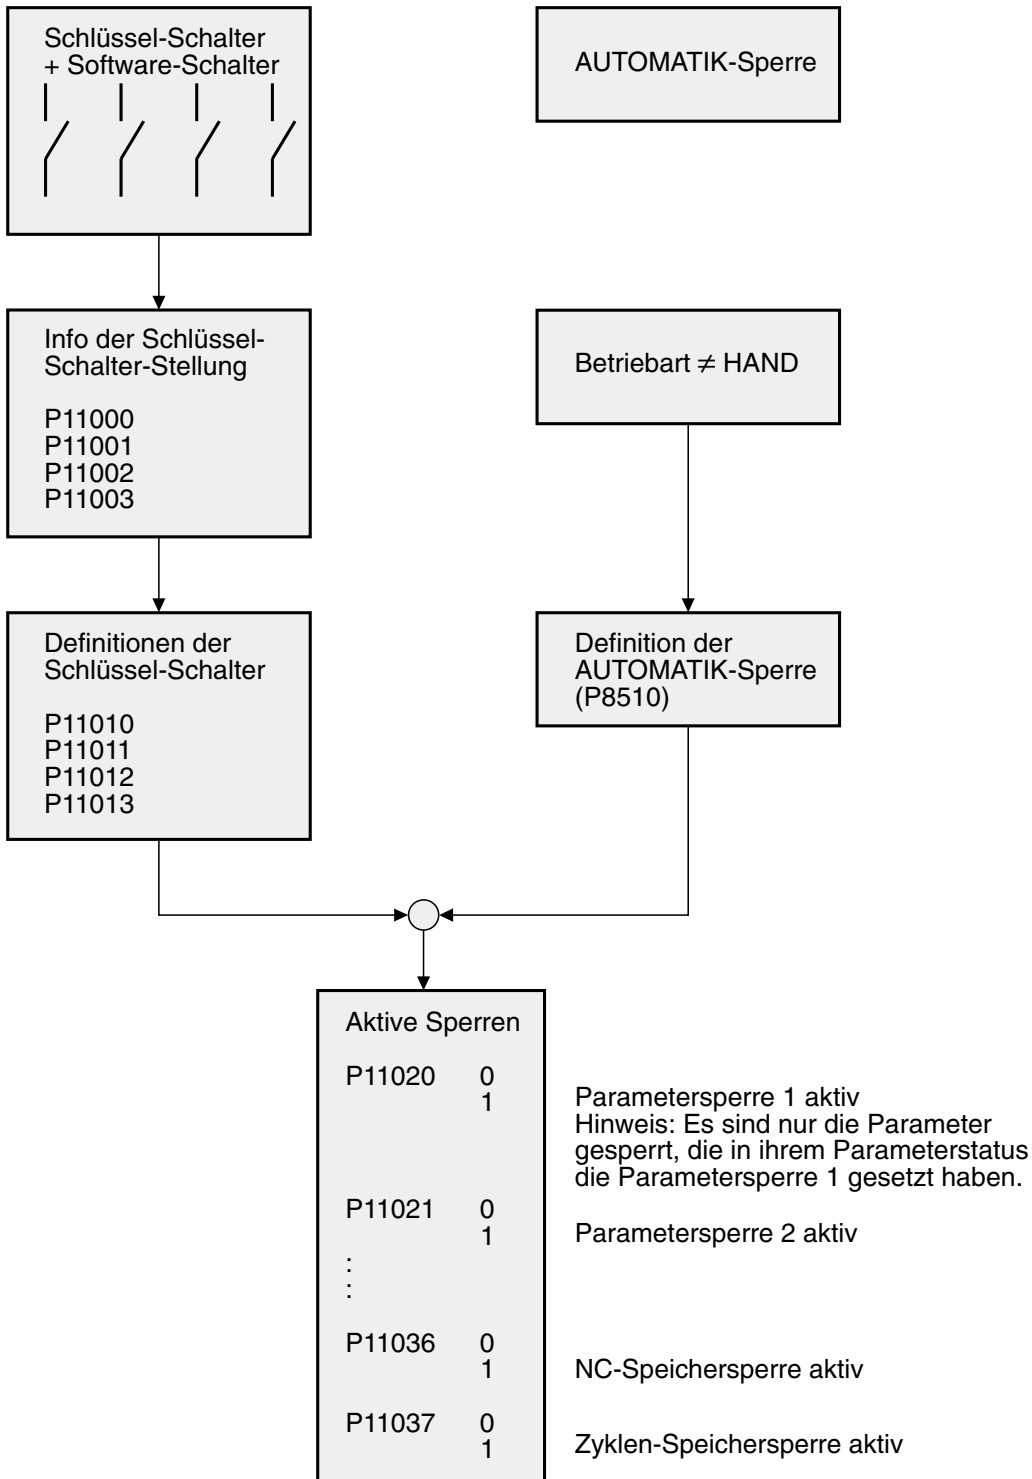 Schlüssel-Schalter
+ Software-Schalter
AUTOMATIK-Sperre
Info der Schlüssel-
Schalter-Stellung
P11000
P11001
P11002
P11003
Betriebart ≠ HAND
Definitionen der
Schlüssel-Schalter
P11010
P11011
P11012
P11013
Definition der
AUTOMATIK-Sperre
(P8510)
Aktive Sperren
P11020 0
1
Parametersperre 1 aktiv
Hinweis: Es sind nur die Parameter
gesperrt, die in ihrem Parameterstatus
die Parametersperre 1 gesetzt haben.
P11021 0
1
Parametersperre 2 aktiv
:
:
P11036 0
1
NC-Speichersperre aktiv
P11037 0
1
Zyklen-Speichersperre aktiv